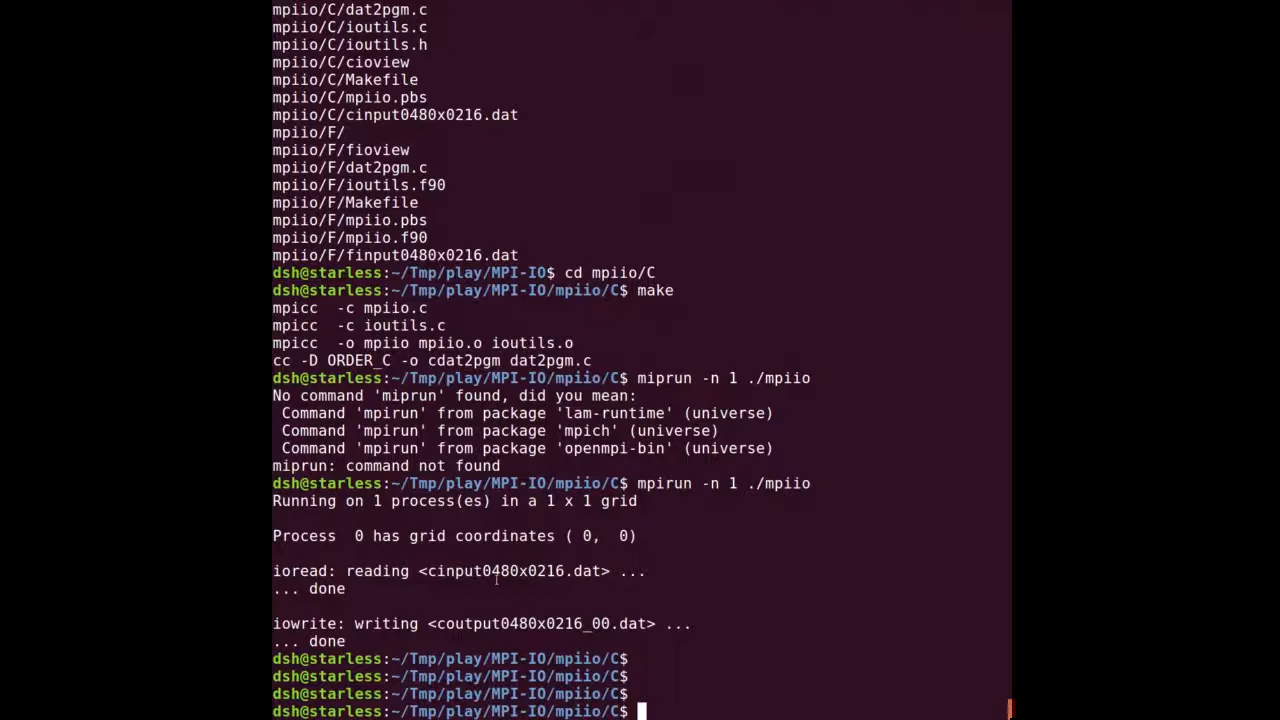 mpiio/C/dat2pgm.c
mpiio/C/ioutils.c
mpiio/C/ioutils.h
mpiio/C/cioview
mpiio/C/Makefile
mpiio/C/mpiio.pbs
mpiio/C/cinput0480x0216.dat
mpiio/F/
mpiio/F/fioview
mpiio/F/dat2pgm.c
mpiio/F/ioutils.f90
mpiio/F/Makefile
mpiio/F/mpiio.pbs
mpiio/F/mpiio.f90
mpiio/F/finput0480x0216.dat
dsh@starless:~/Tmp/play/MPI-IO$ cd mpiio/C
dsh@starless:~/Tmp/play/MPI-IO/mpiio/C$ make
mpicc  -c mpiio.c
mpicc  -c ioutils.c
mpicc  -o mpiio mpiio.o ioutils.o
cc -D ORDER_C -o cdat2pgm dat2pgm.c
dsh@starless:~/Tmp/play/MPI-IO/mpiio/C$ miprun -n 1 ./mpiio
No command 'miprun' found, did you mean:
 Command 'mpirun' from package 'lam-runtime' (universe)
 Command 'mpirun' from package 'mpich' (universe)
 Command 'mpirun' from package 'openmpi-bin' (universe)
miprun: command not found
dsh@starless:~/Tmp/play/MPI-IO/mpiio/C$ mpirun -n 1 ./mpiio
Running on 1 process(es) in a 1 x 1 grid
Process  0 has grid coordinates ( 0,  0)
ioread: reading <cinput0480x0216.dat> ...
... done
iowrite: writing <coutput0480x0216_00.dat> ...
... done
dsh@starless:~/Tmp/play/MPI-IO/mpiio/C$
dsh@starless:~/Tmp/play/MPI-IO/mpiio/C$
dsh@starless:~/Tmp/play/MPI-IO/mpiio/C$
dsh@starless:~/Tmp/play/MPI-IO/mpiio/C$